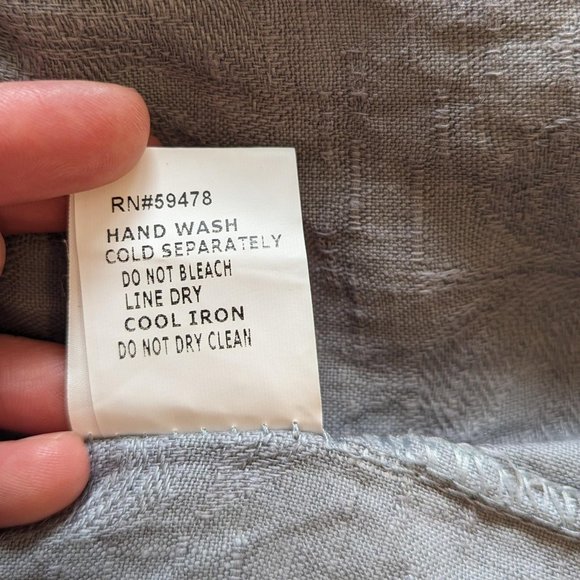 RN#59478
HAND WASH
COLD SEPARATELY
DO NOT BLEACH
LINE DRY
COOL IRON
DO NOT DRY CLEAN